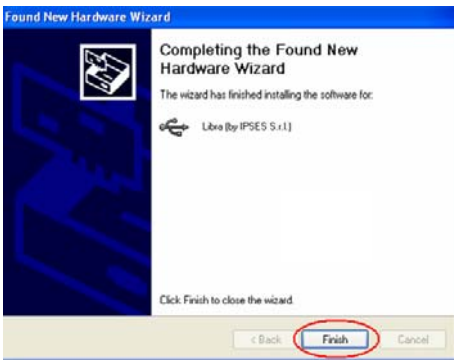 Found New Hardware Wizard
Completing the Found New
Hardware Wizard
The wizard has finished installing the software for:
Libra (by IPSES S.r.l.)
Click Finish to close the wizard.
< Back
Finish
Cancel